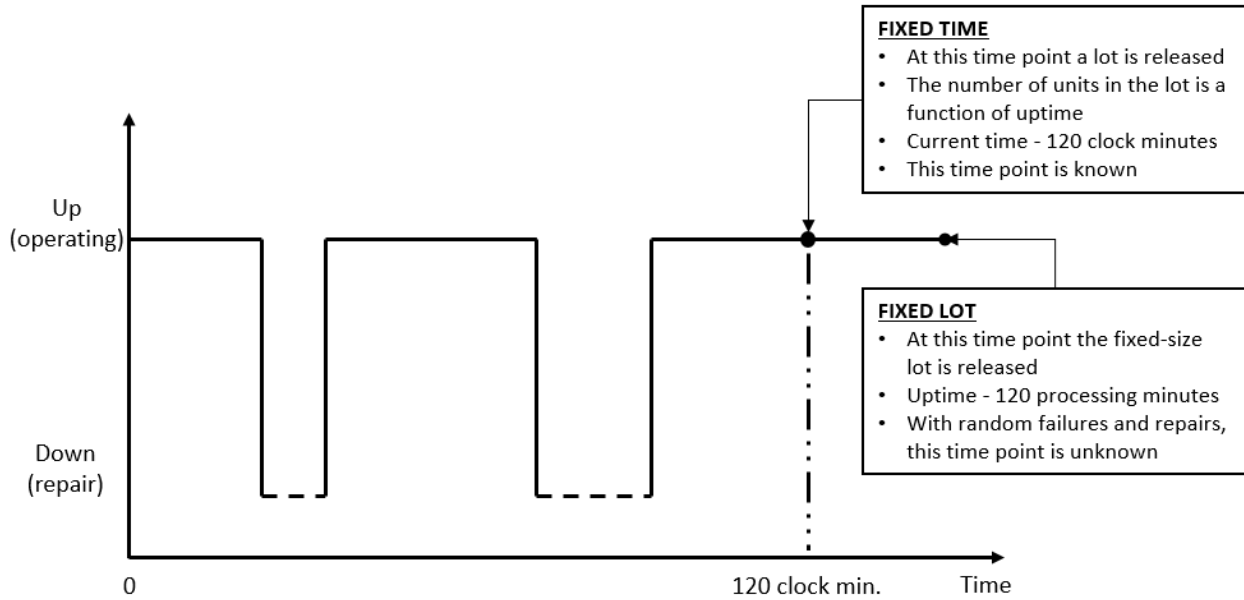 FIXED TIME
• At this time point a lot is released
• The number of units in the lot is a
function of uptime
• Current time - 120 clock minutes
• This time point is known
Up
(operating)
FIXED LOT
• At this time point the fixed-size
lot is released
• Uptime - 120 processing minutes
• With random failures and repairs,
this time point is unknown
Down
(repair)
0
120 clock min.
Time